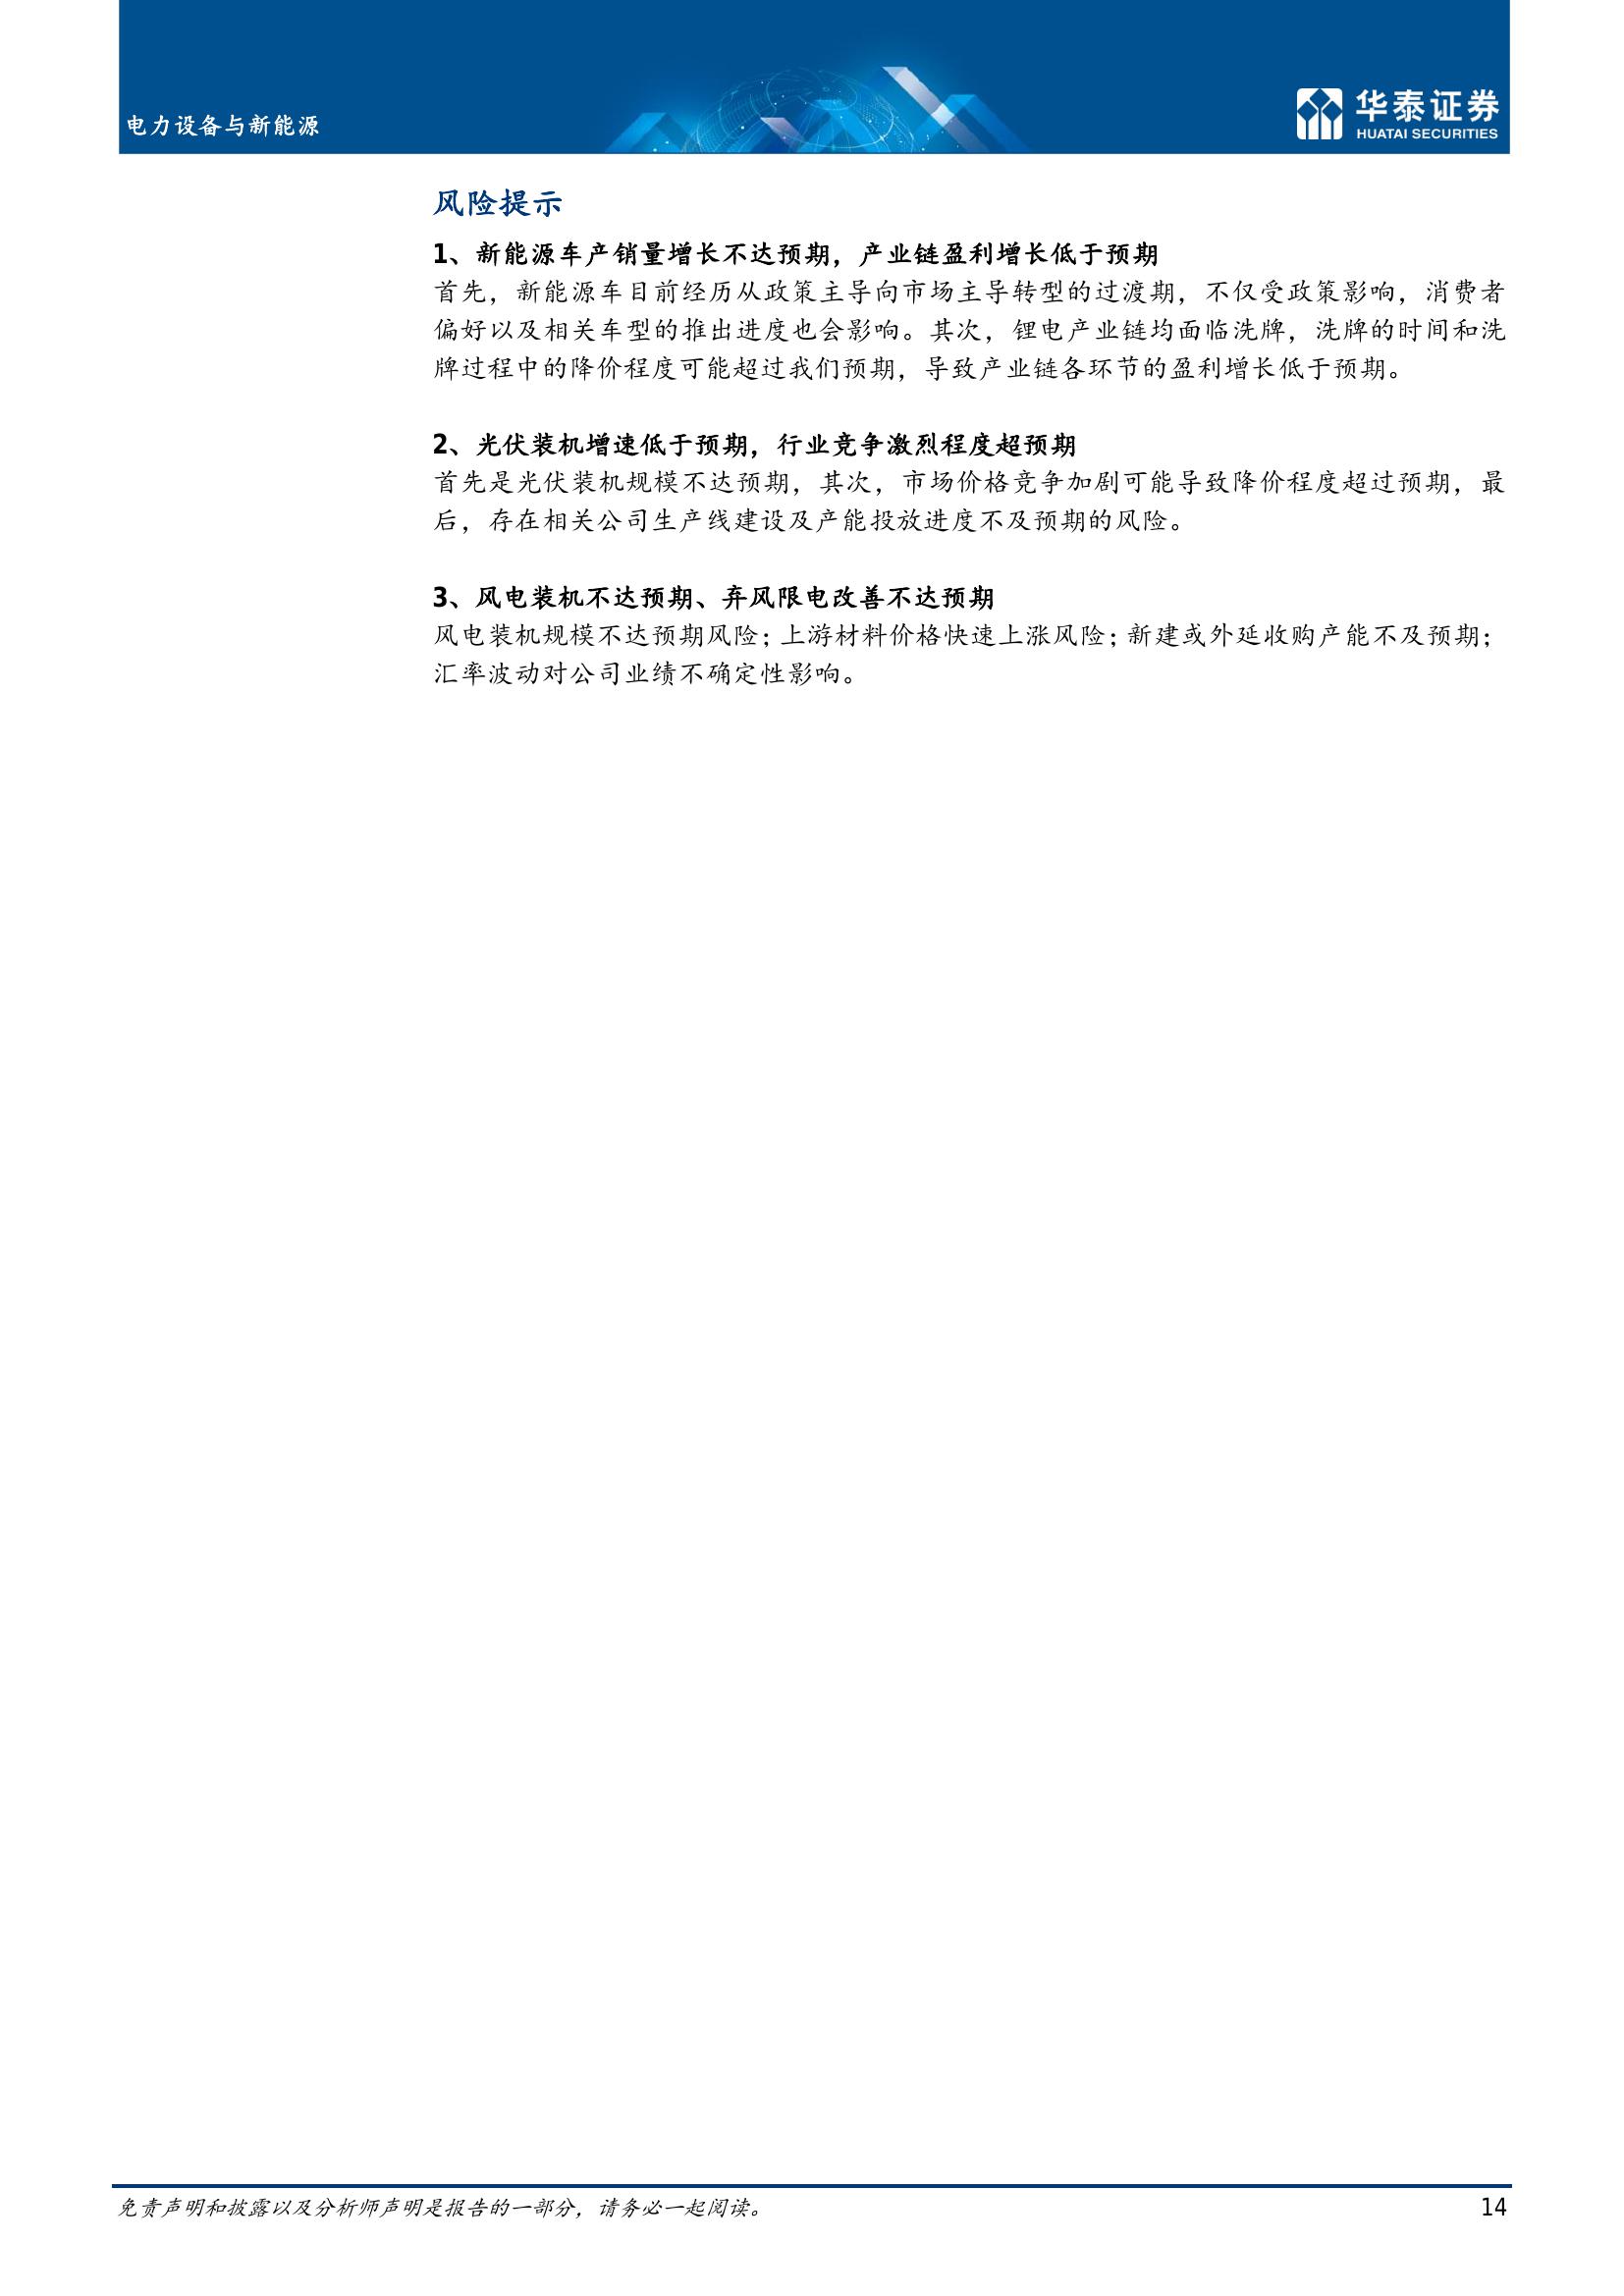 电力设备与新能源
华泰证券
HUATAI SECURITIES
风险提示
1、新能源车产销量增长不达预期，产业链盈利增长低于预期
首先，新能源车目前经历从政策主导向市场主导转型的过渡期，不仅受政策影响，消费者
偏好以及相关车型的推出进度也会影响。其次，锂电产业链均面临洗牌，洗牌的时间和洗
牌过程中的降价程度可能超过我们预期，导致产业链各环节的盈利增长低于预期。
2、光伏装机增速低于预期，行业竞争激烈程度超预期
首先是光伏装机规模不达预期，其次，市场价格竞争加剧可能导致降价程度超过预期，最
后，存在相关公司生产线建设及产能投放进度不及预期的风险。
3、风电装机不达预期、弃风限电改善不达预期
风电装机规模不达预期风险；上游材料价格快速上涨风险；新建或外延收购产能不及预期；
汇率波动对公司业绩不确定性影响。
免责声明和披露以及分析师声明是报告的一部分，请务必一起阅读。
14